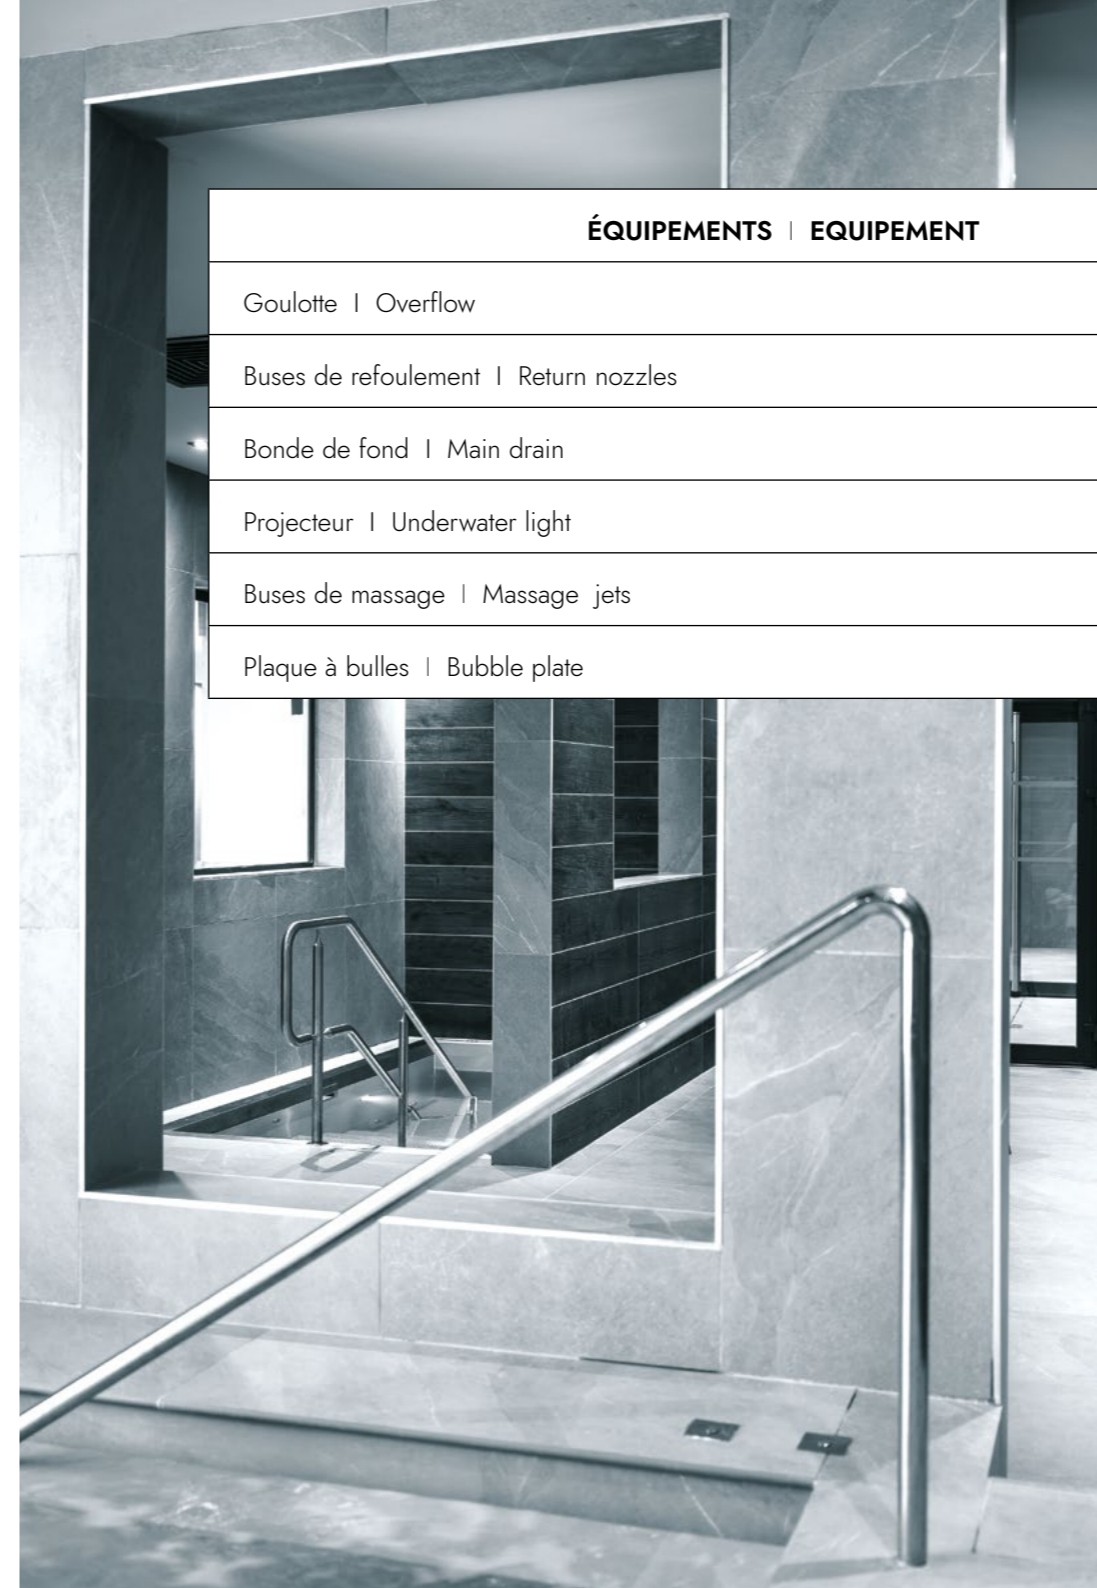 ÉQUIPEMENTS | EQUIPEMENT
Goulotte | Overflow
Buses de refoulement | Return nozzles
Bonde de fond | Main drain
Projecteur | Underwater light
Buses de massage | Massage jets
Plaque à bulles | Bubble plate